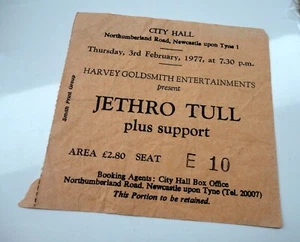 CITY HALL
Northumberland Road, Newcastle upon Tyne 1
Thursday, 3rd February, 1977, at 7.30 p.m.
HARVEY GOLDSMITH ENTERTAINMENTS
present
JETHRO TULL
plus support
AREA £2.80 SEAT E 10
Booking Agents: City Hall Box Office
Northumberland Road, Newcastle upon Tyne (Tel. 20007)
This Portion to be retained.